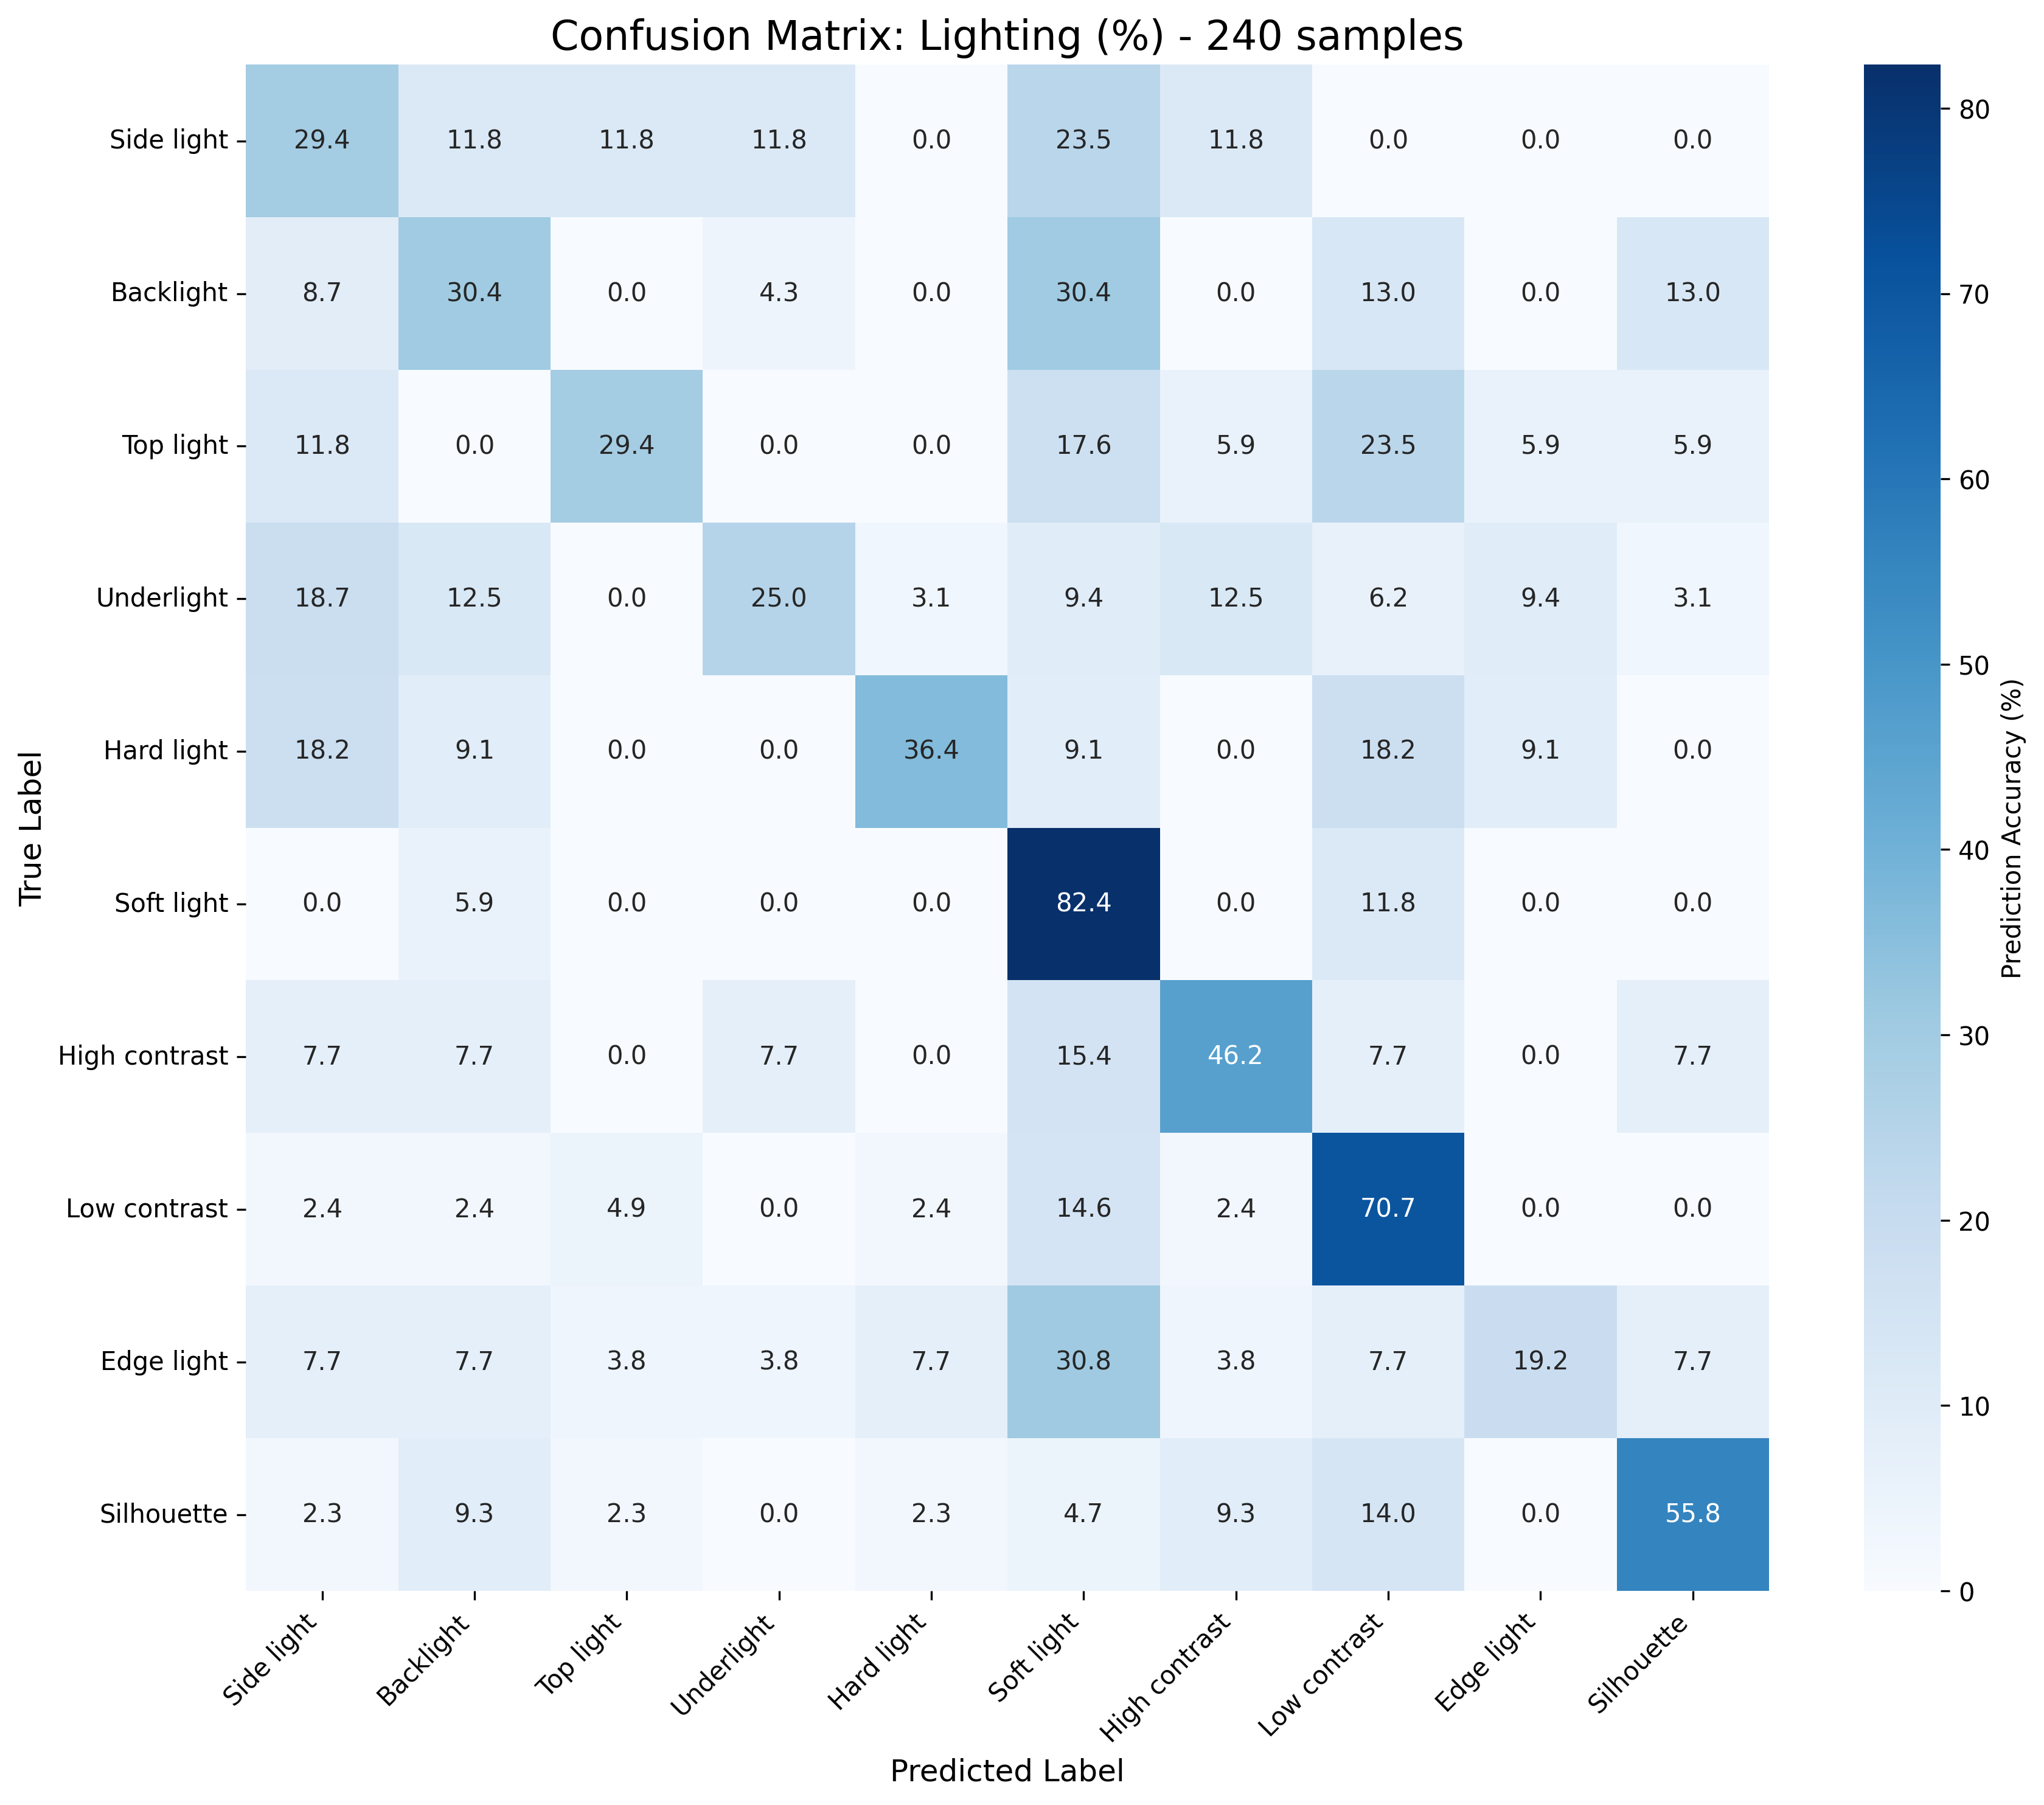 Confusion Matrix: Lighting (%) - 240 samples
Side light 29.4 11.8 11.8 11.8 0.0 23.5 11.8 0.0 0.0 0.0
Backlight 8.7 30.4 0.0 4.3 0.0 30.4 0.0 13.0 0.0 13.0
Top light 11.8 0.0 29.4 0.0 0.0 17.6 5.9 23.5 5.9 5.9
Underlight 18.7 12.5 0.0 25.0 3.1 9.4 12.5 6.2 9.4 3.1
Hard light 18.2 9.1 0.0 0.0 36.4 9.1 0.0 18.2 9.1 0.0
Soft light 0.0 5.9 0.0 0.0 0.0 82.4 0.0 11.8 0.0 0.0
High contrast 7.7 7.7 0.0 7.7 0.0 15.4 46.2 7.7 0.0 7.7
Low contrast 2.4 2.4 4.9 0.0 2.4 14.6 2.4 70.7 0.0 0.0
Edge light 7.7 7.7 3.8 3.8 7.7 30.8 3.8 7.7 19.2 7.7
Silhouette 2.3 9.3 2.3 0.0 2.3 4.7 9.3 14.0 0.0 55.8
Side light Backlight Top light Underlight Hard light Soft light High contrast Low contrast Edge light Silhouette
Predicted Label
True Label
80
70
60
50
40
30
20
10
0
Prediction Accuracy (%)